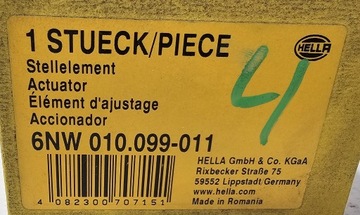 1 STUECK/PIECE
HELLA
Stellelement
Actuator
Élément d'ajustage
Accionador
4
6NW 010.099-011
HELLA GmbH & Co. KGaA
Rixbecker Straße 75
59552 Lippstadt Germany
www.hella.com
Made in Romania
4 082300 707151